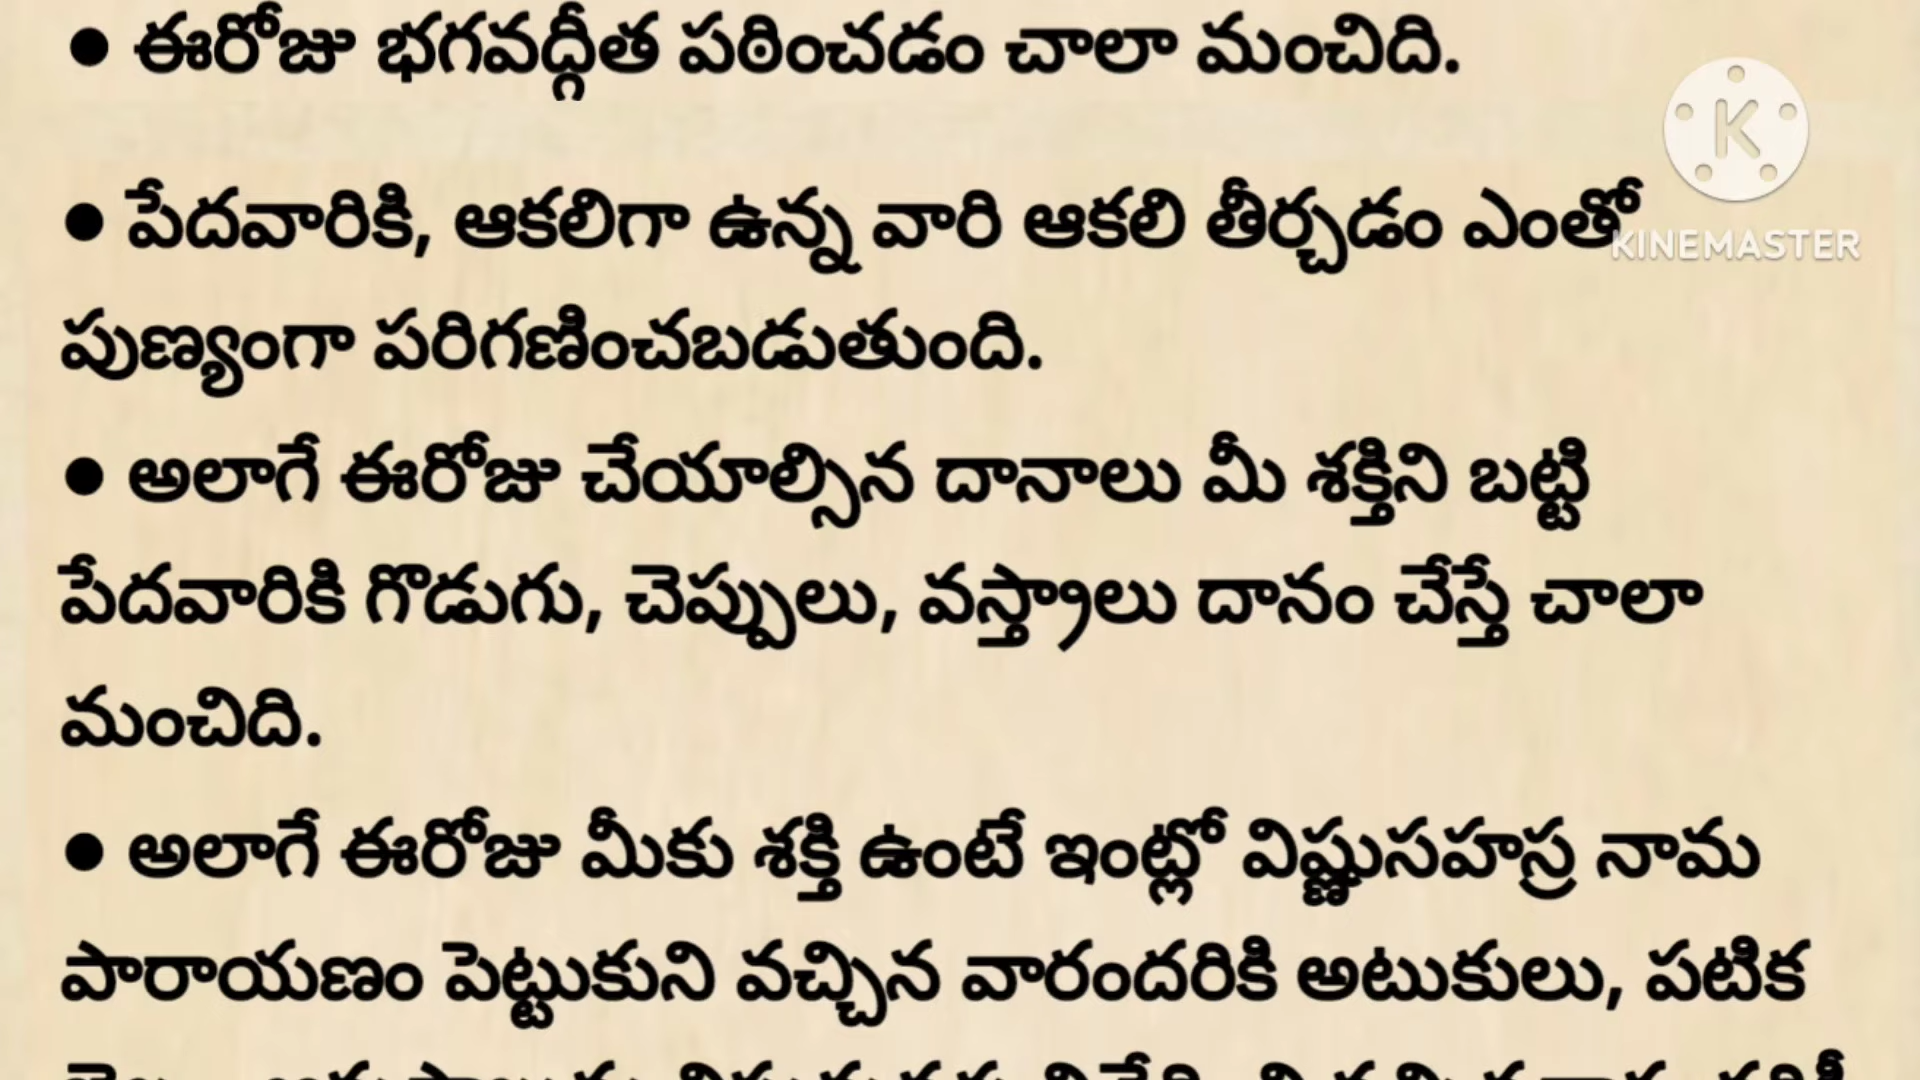 ● ఈరోజు భగవద్గీత పఠించడం చాలా మంచిది.
● పేదవారికి, ఆకలిగా ఉన్న వారి ఆకలి తీర్చడం ఎంతో
KINEMASTER
పుణ్యంగా పరిగణించబడుతుంది.
● అలాగే ఈరోజు చేయాల్సిన దానాలు మీ శక్తిని బట్టి
పేదవారికి గొడుగు, చెప్పులు, వస్త్రాలు దానం చేస్తే చాలా
మంచిది.
● అలాగే ఈరోజు మీకు శక్తి ఉంటే ఇంట్లో విష్ణుసహస్ర నామ
పారాయణం పెట్టుకుని వచ్చిన వారందరికి అటుకులు, పటిక